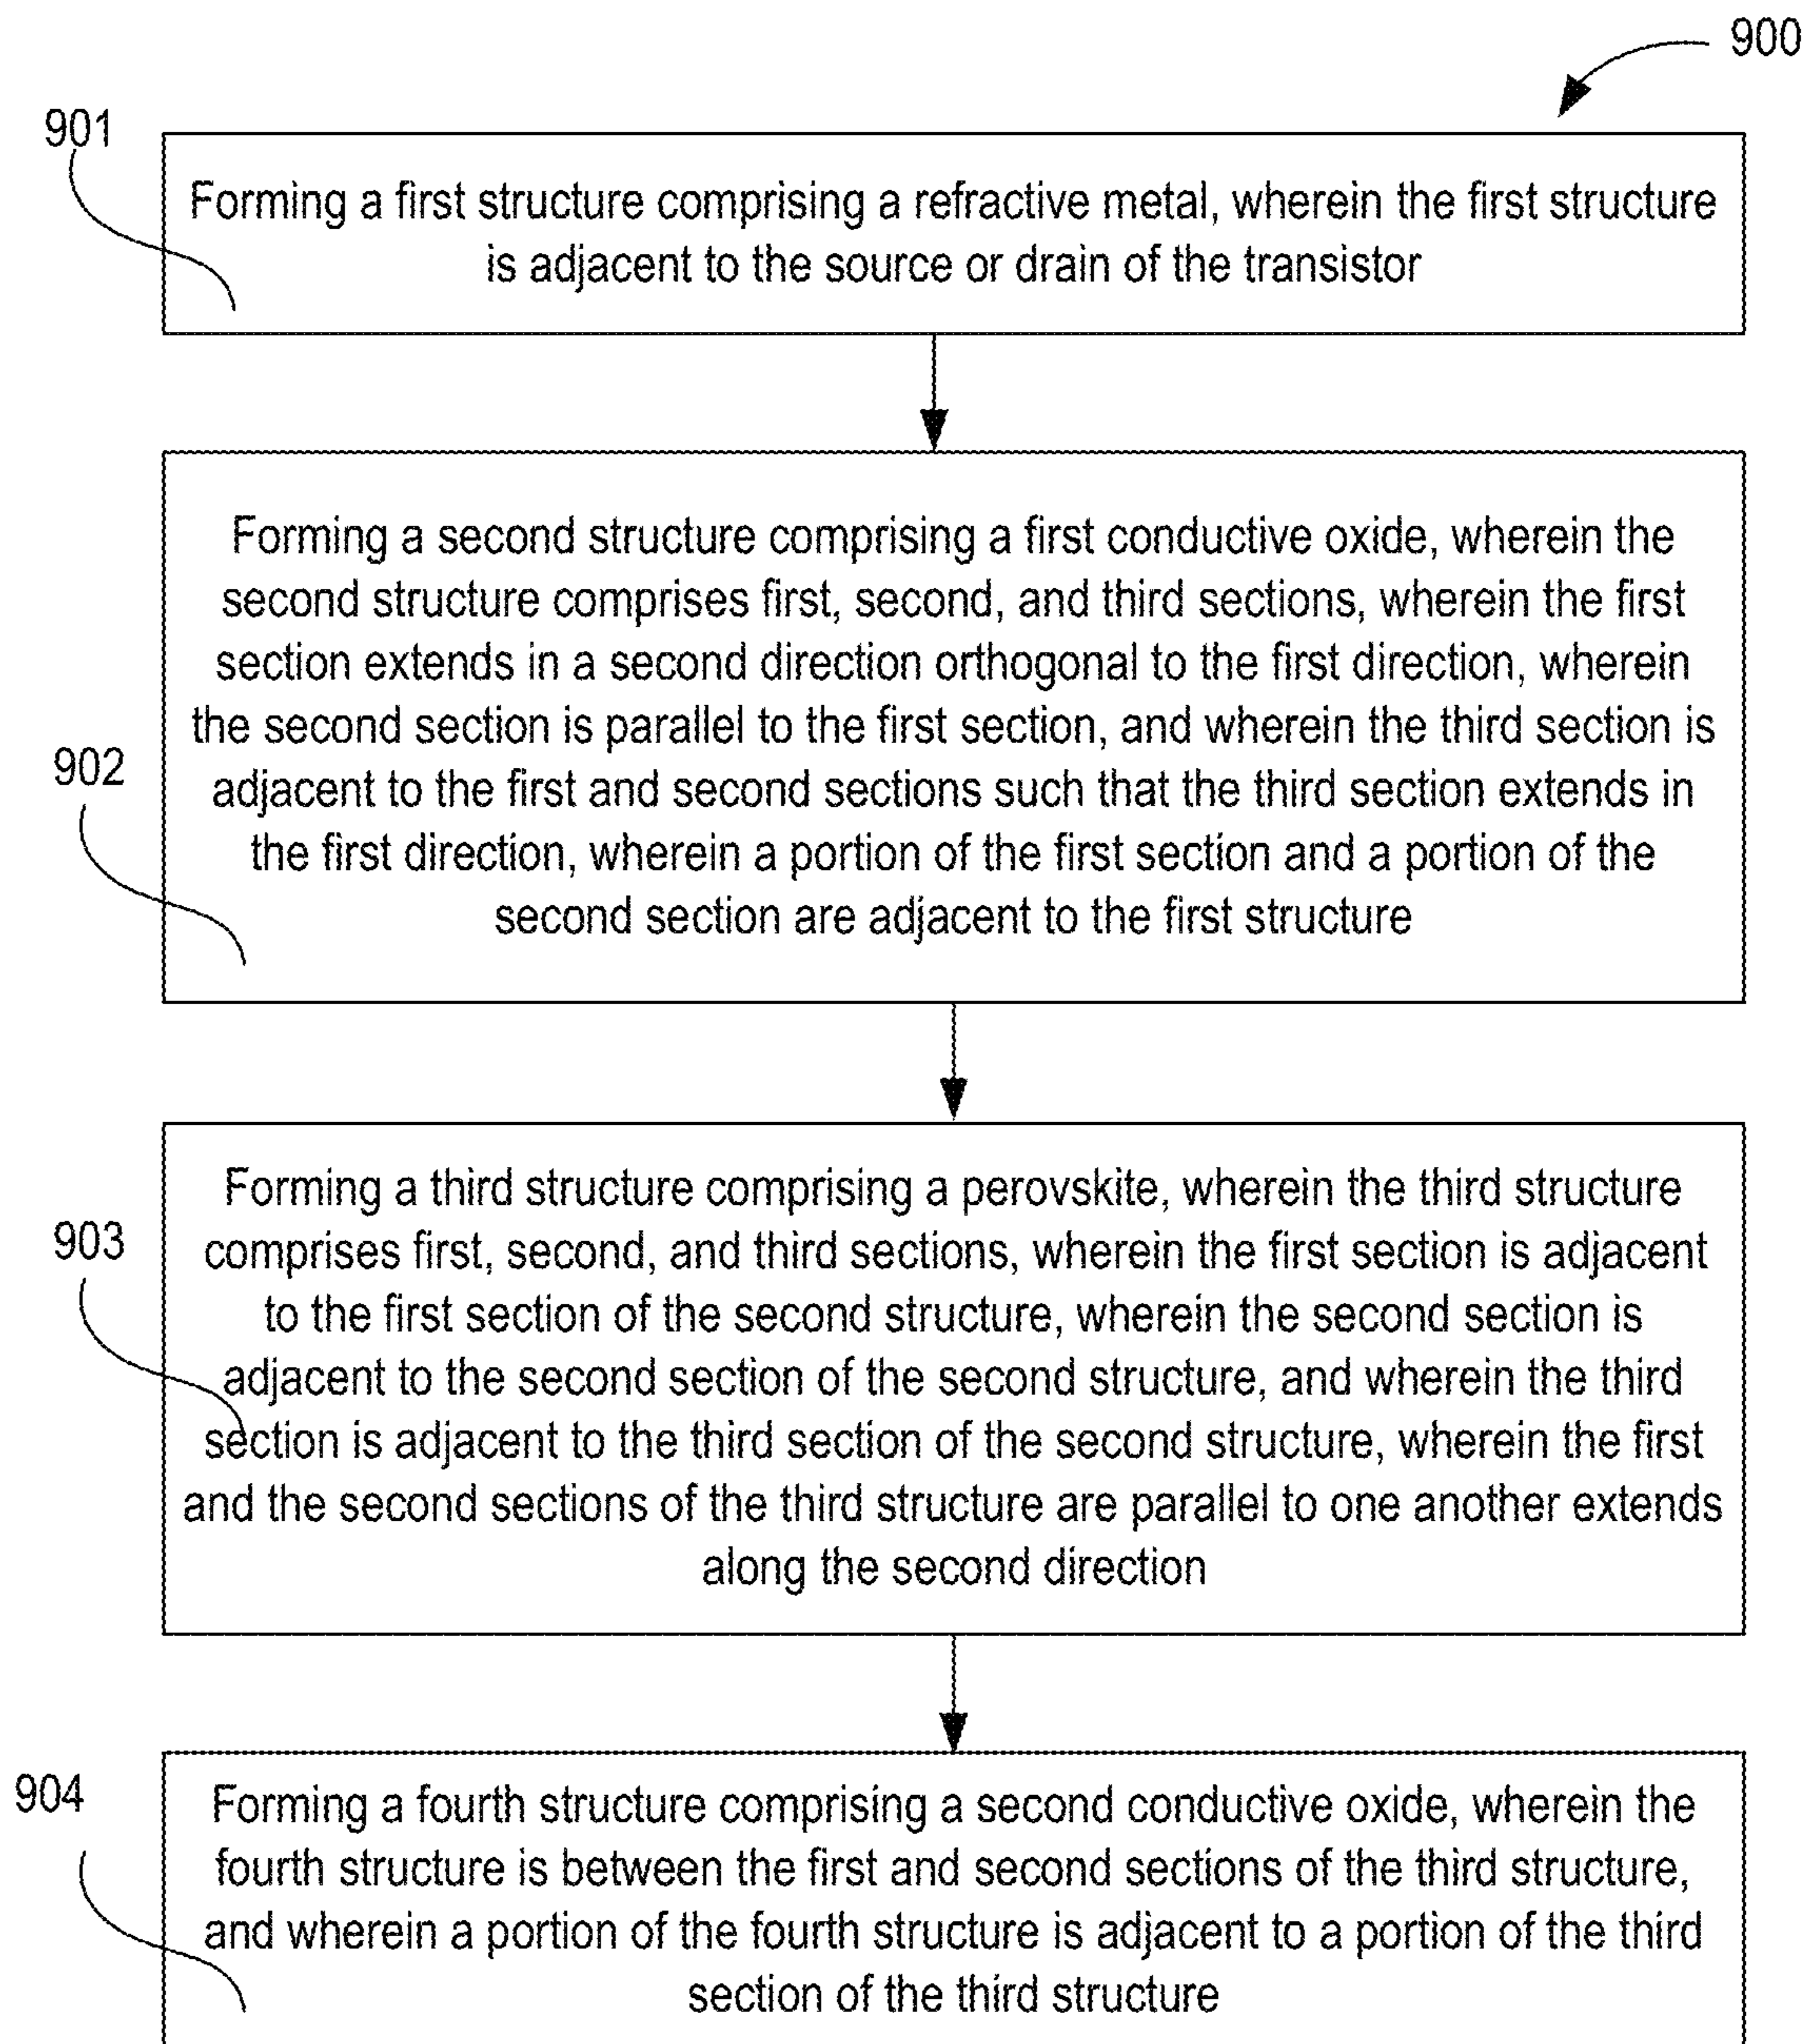 900
901
Forming a first structure comprising a refractive metal, wherein the first structure
is adjacent to the source or drain of the transistor
Forming a second structure comprising a first conductive oxide, wherein the
second structure comprises first, second, and third sections, wherein the first
section extends in a second direction orthogonal to the first direction, wherein
the second section is parallel to the first section, and wherein the third section is
902
adjacent to the first and second sections such that the third section extends in
the first direction, wherein a portion of the first section and a portion of the
second section are adjacent to the first structure
Forming a third structure comprising a perovskite, wherein the third structure
903
comprises first, second, and third sections, wherein the first section is adjacent
to the first section of the second structure, wherein the second section is
adjacent to the second section of the second structure, and wherein the third
section is adjacent to the third section of the second structure, wherein the first
and the second sections of the third structure are parallel to one another extends
along the second direction
904
Forming a fourth structure comprising a second conductive oxide, wherein the
fourth structure is between the first and second sections of the third structure,
and wherein a portion of the fourth structure is adjacent to a portion of the third
section of the third structure